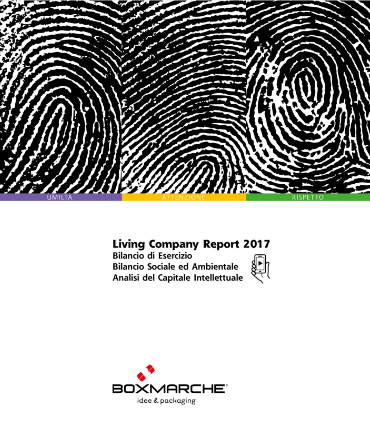 UMILTÀ ATTENZIONE RISPETTO
Living Company Report 2017
Bilancio di Esercizio
Bilancio Sociale ed Ambientale
Analisi del Capitale Intellettuale
BOXMARCHE®
idee & packaging